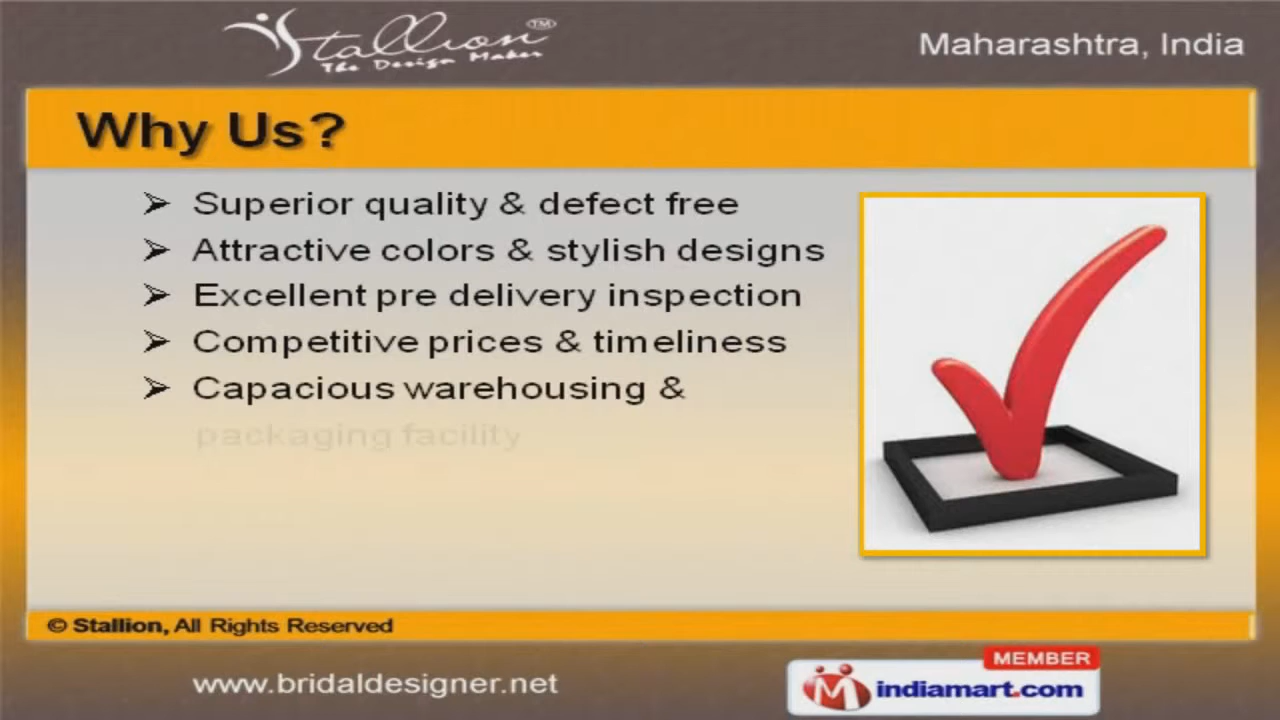 Stallion™
The Design Maker
Maharashtra, India
Why Us?
➢ Superior quality & defect free
➢ Attractive colors & stylish designs
➢ Excellent pre delivery inspection
➢ Competitive prices & timeliness
➢ Capacious warehousing &
packaging facility
© Stallion, All Rights Reserved
www.bridaldesigner.net
MEMBER
indiamart.com